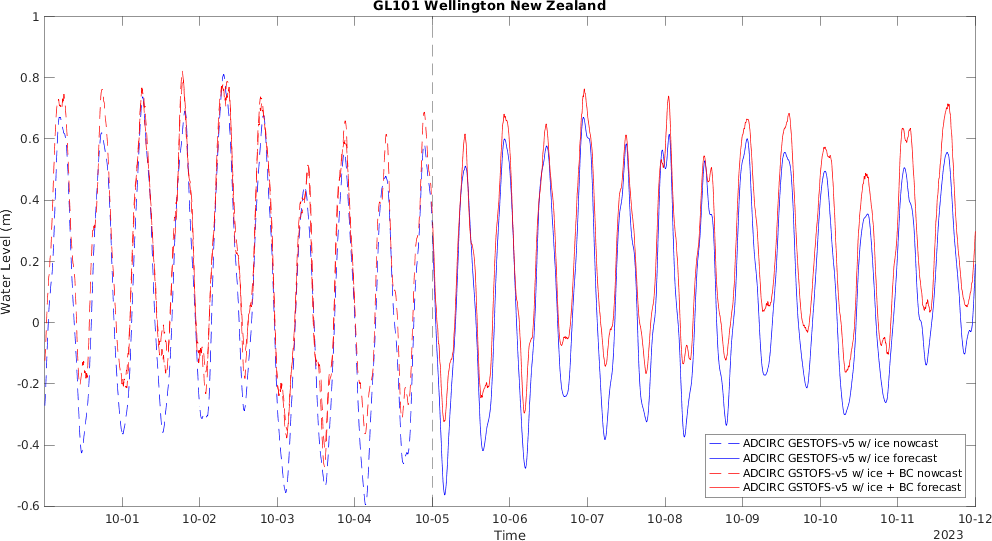 GL101 Wellington New Zealand
1
0.8
0.6
0.4
0.2
0
-0.2
-0.4
-0.6
Water Level (m)
10-01 10-02 10-03 10-04 10-05 10-06 10-07 10-08 10-09 10-10 10-11 10-12
Time
2023
ADCIRC GESTOFS-v5 w/ ice nowcast
ADCIRC GESTOFS-v5 w/ ice forecast
ADCIRC GSTOFS-v5 w/ ice + BC nowcast
ADCIRC GSTOFS-v5 w/ ice + BC forecast